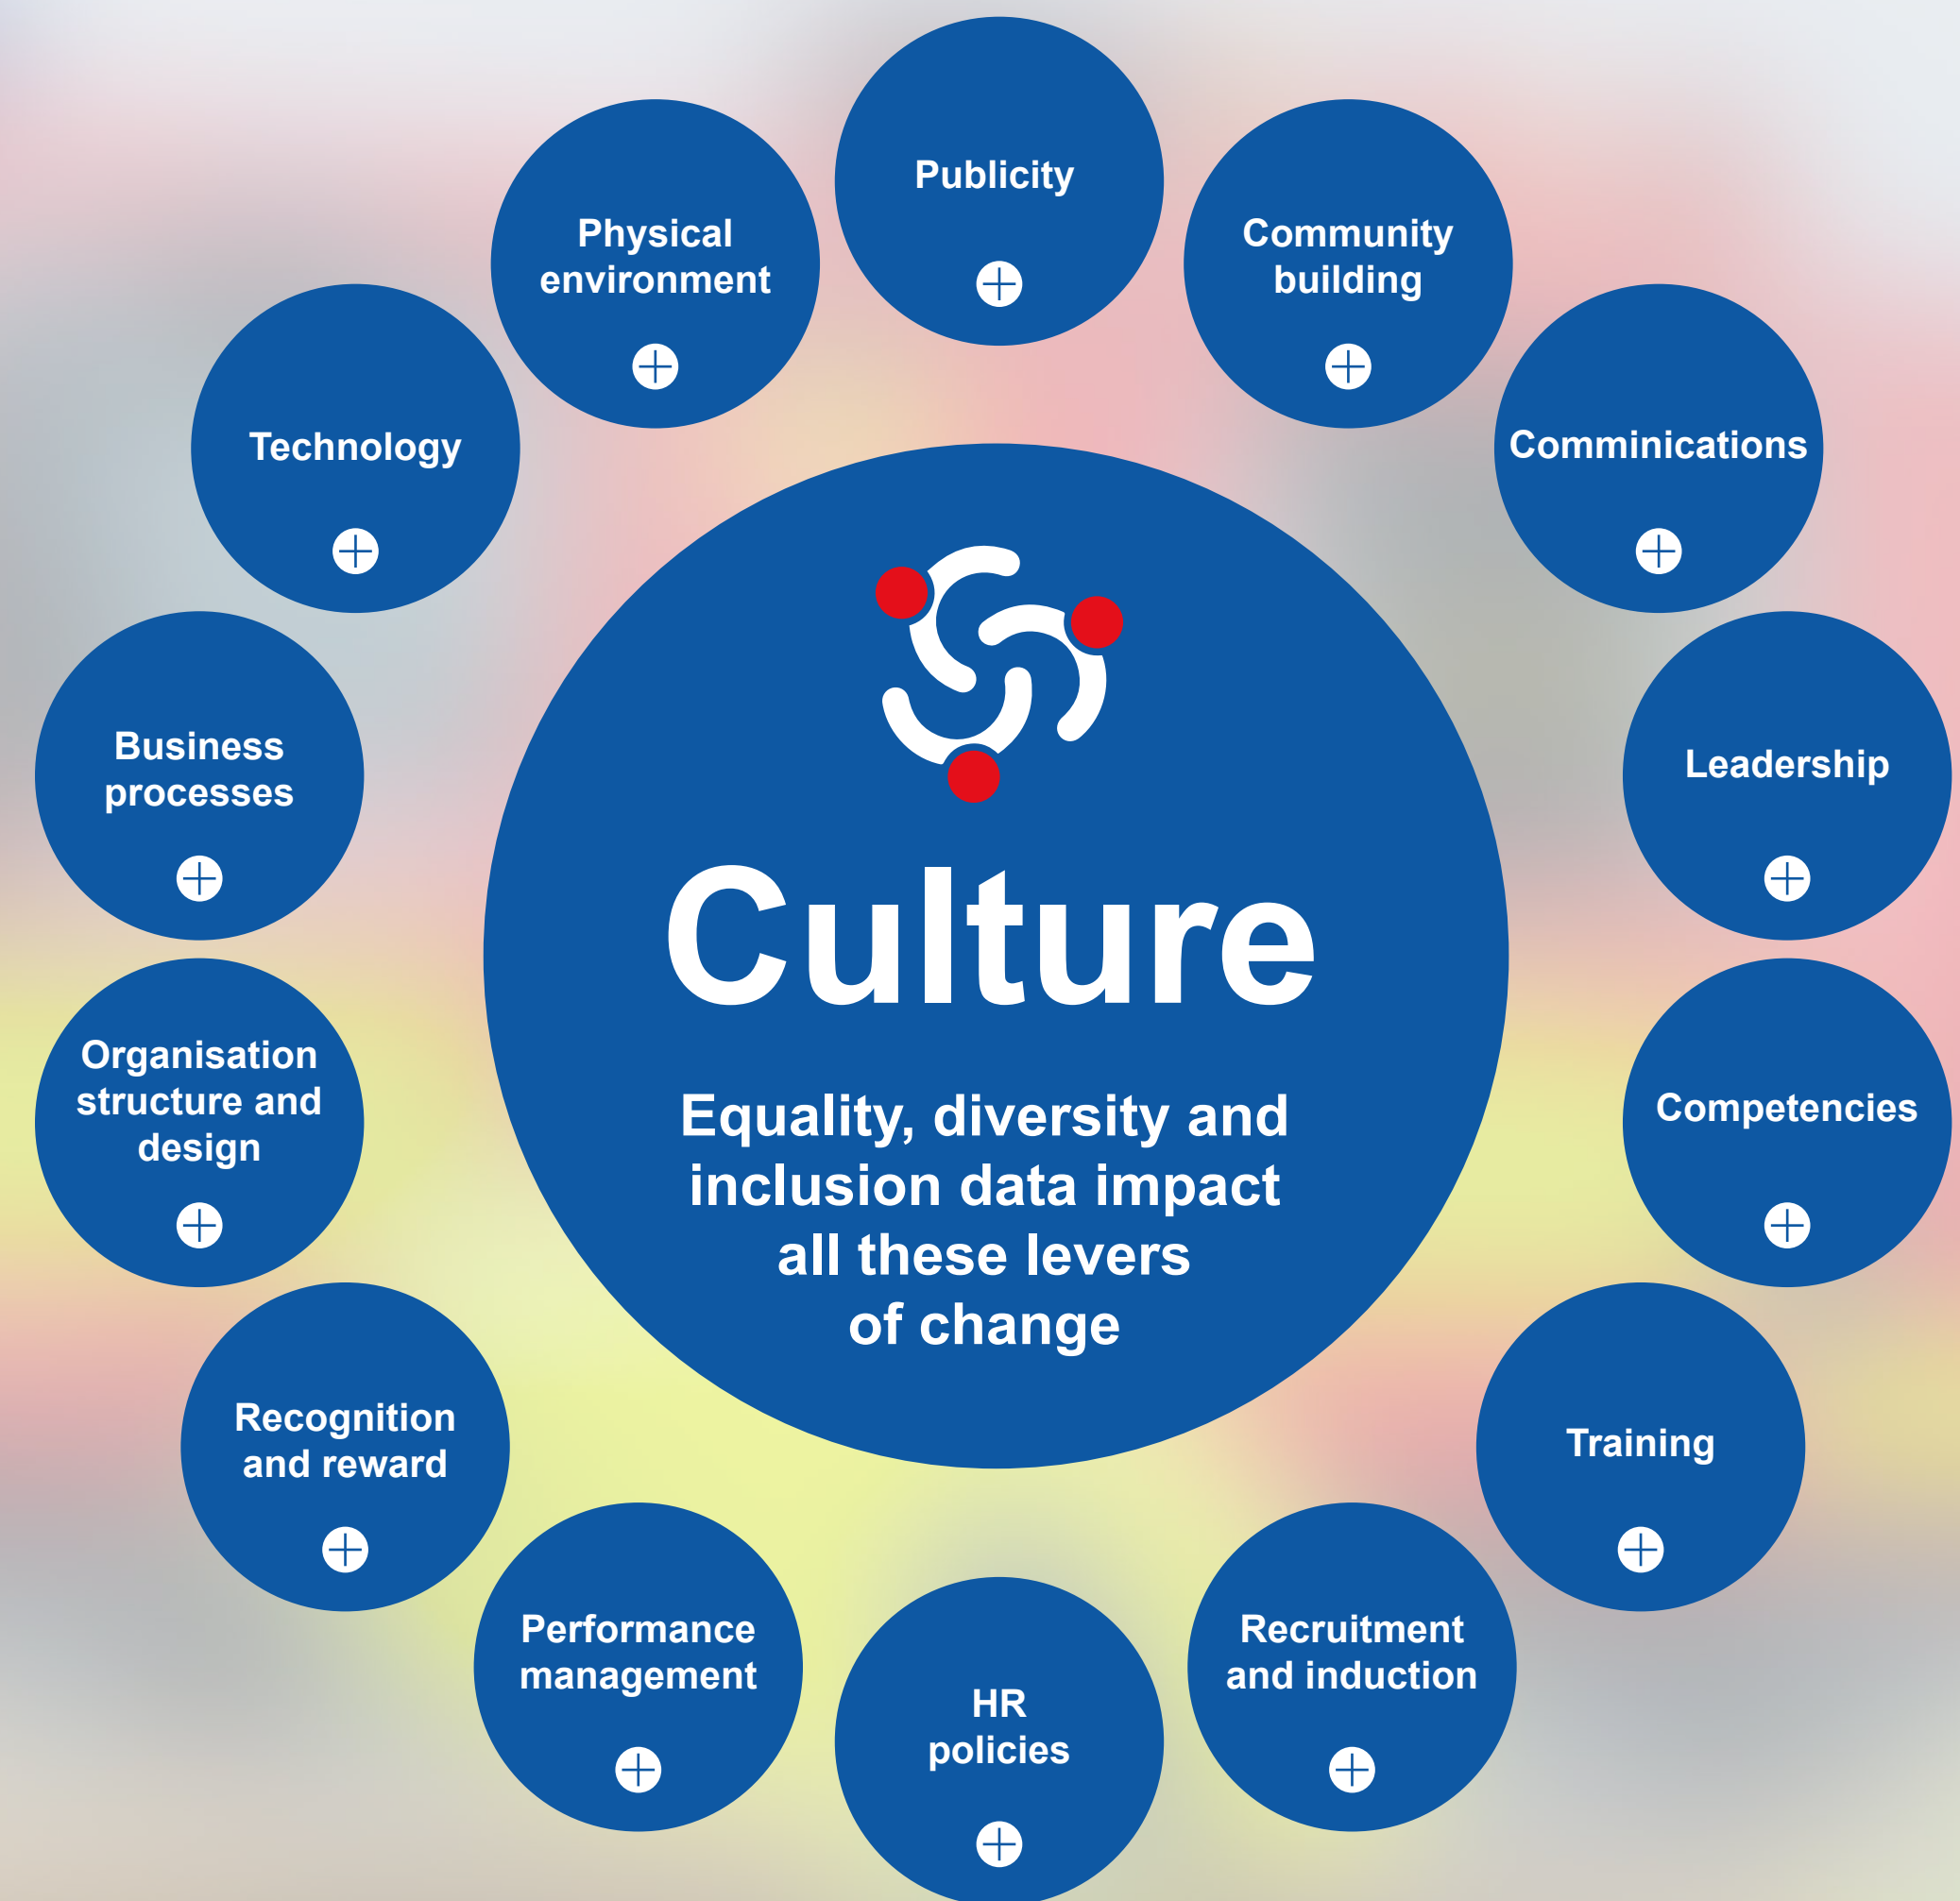 Publicity
Community
building
Comminications
Leadership
Competencies
Training
Recruitment
and induction
HR
policies
Performance
management
Recognition
and reward
Organisation
structure and
design
Business
processes
Technology
Physical
environment
Culture
Equality, diversity and
inclusion data impact
all these levers
of change